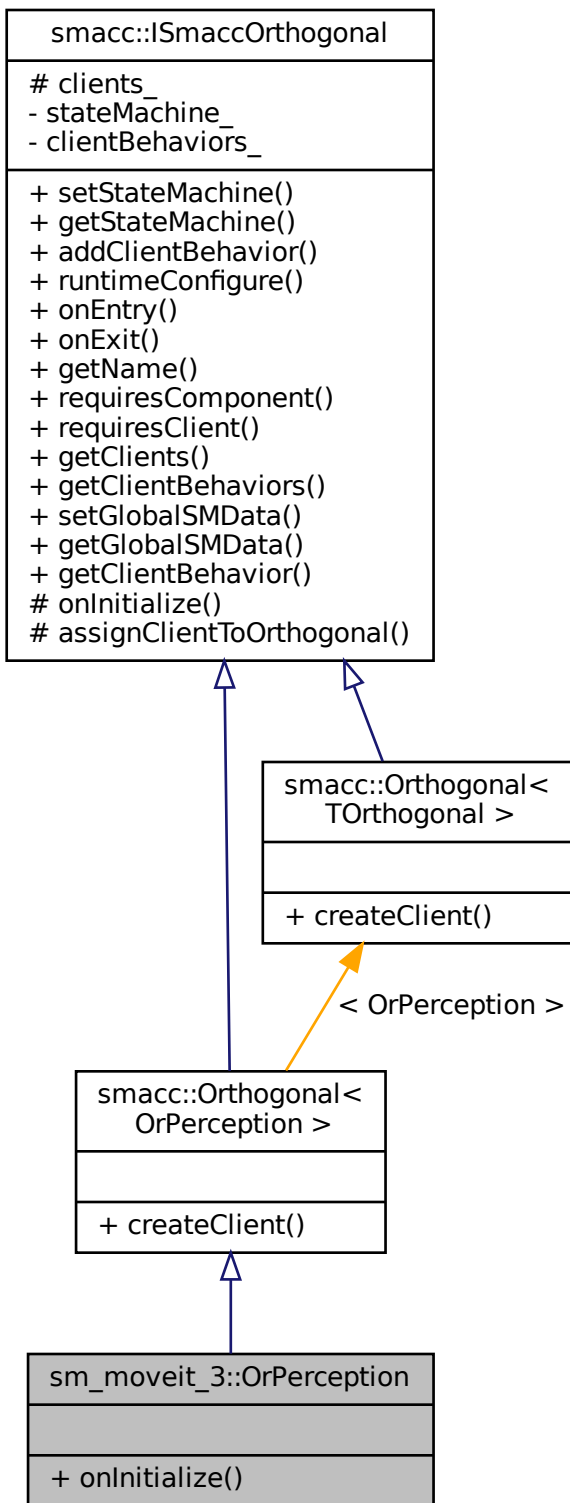 smacc::ISmaccOrthogonal
# clients_
- stateMachine_
- clientBehaviors_
+ setStateMachine()
+ getStateMachine()
+ addClientBehavior()
+ runtimeConfigure()
+ onEntry()
+ onExit()
+ getName()
+ requiresComponent()
+ requiresClient()
+ getClients()
+ getClientBehaviors()
+ setGlobalSMData()
+ getGlobalSMData()
+ getClientBehavior()
# onInitialize()
# assignClientToOrthogonal()
smacc::Orthogonal<
TOrthogonal >
+ createClient()
< OrPerception >
smacc::Orthogonal<
OrPerception >
+ createClient()
sm_moveit_3::OrPerception
+ onInitialize()